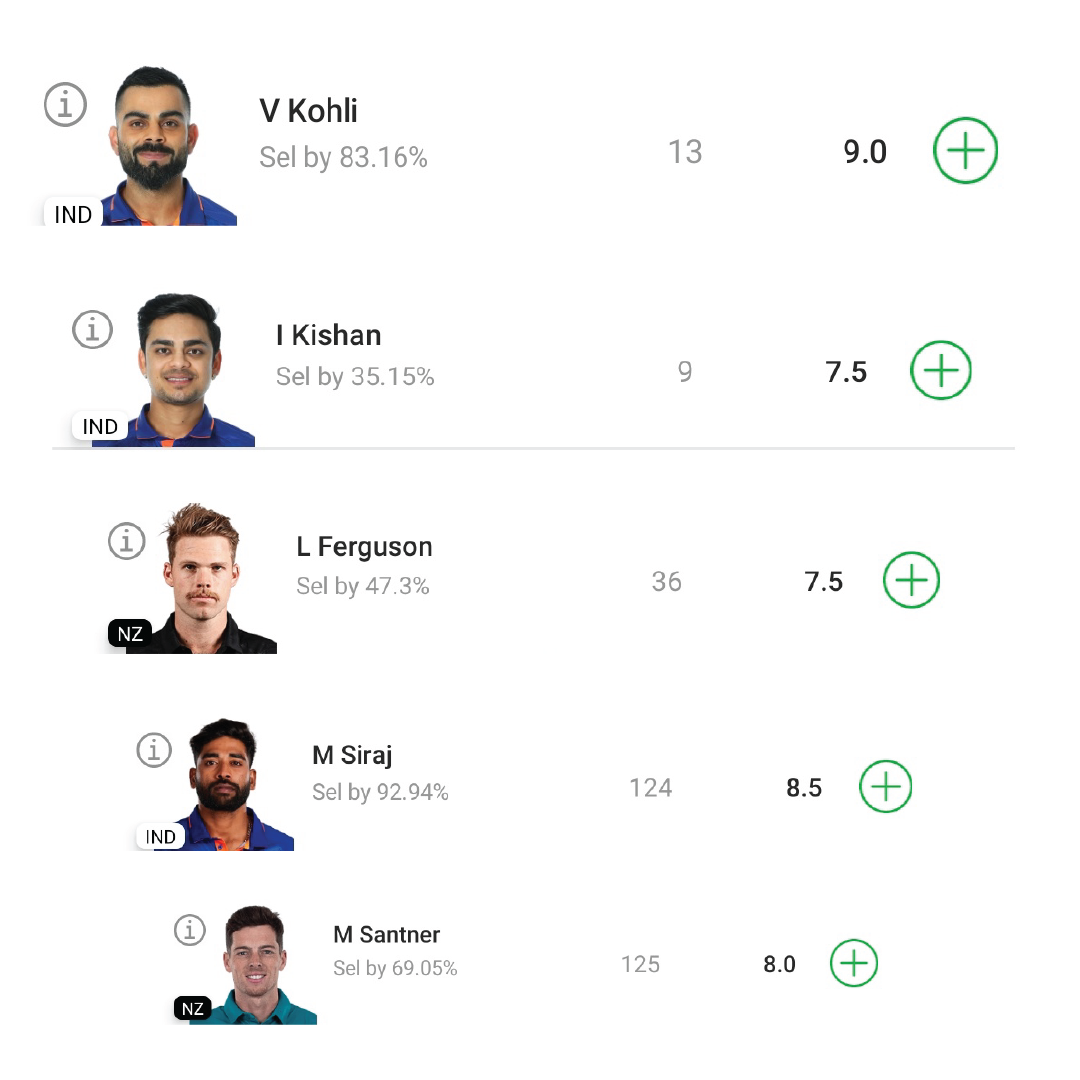 V Kohli
Sel by 83.16%
13
9.0
IND
I Kishan
Sel by 35.15%
9
7.5
IND
L Ferguson
Sel by 47.3%
36
7.5
NZ
M Siraj
Sel by 92.94%
124
8.5
IND
M Santner
Sel by 69.05%
125
8.0
NZ